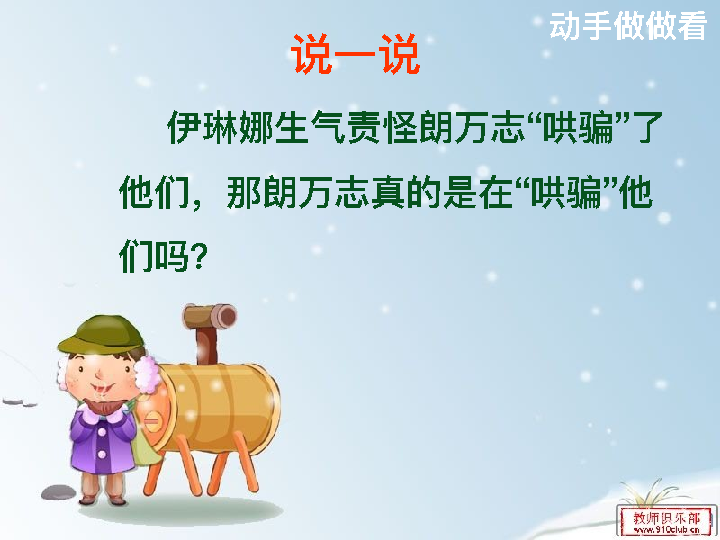 动手做做看
说一说
伊琳娜生气责怪朗万志“哄骗”了
他们，那朗万志真的是在“哄骗”他
们吗？
教师俱乐部
www.910club.cn